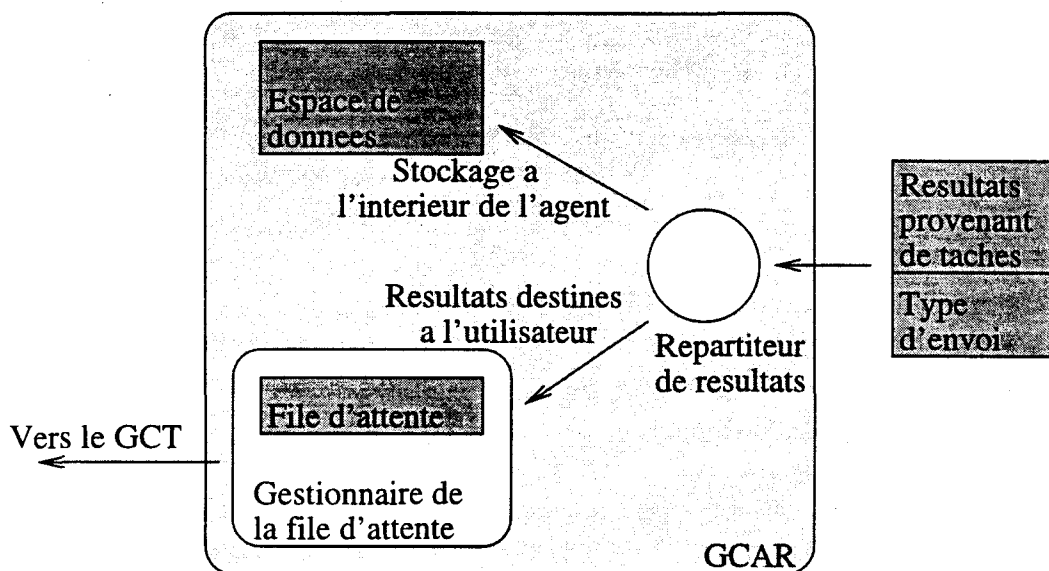 Espace de
donnees
Stockage a
l'interieur de l'agent
Resultats
provenant
de taches
Type
d'envoi
Resultats destines
a l'utilisateur
Repartiteur
de resultats
File d'attente
Vers le GCT
Gestionnaire de
la file d'attente
GCAR